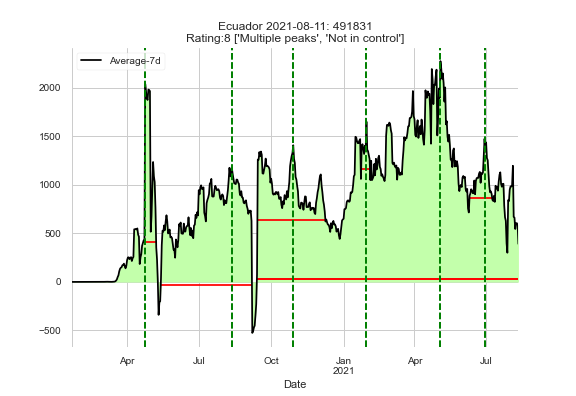 Ecuador 2021-08-11: 491831
Rating:8 ['Multiple peaks', 'Not in control']
Average-7d
2000
1500
1000
500
0
−500
Apr
Jul
Oct
Jan
2021
Apr
Jul
Date